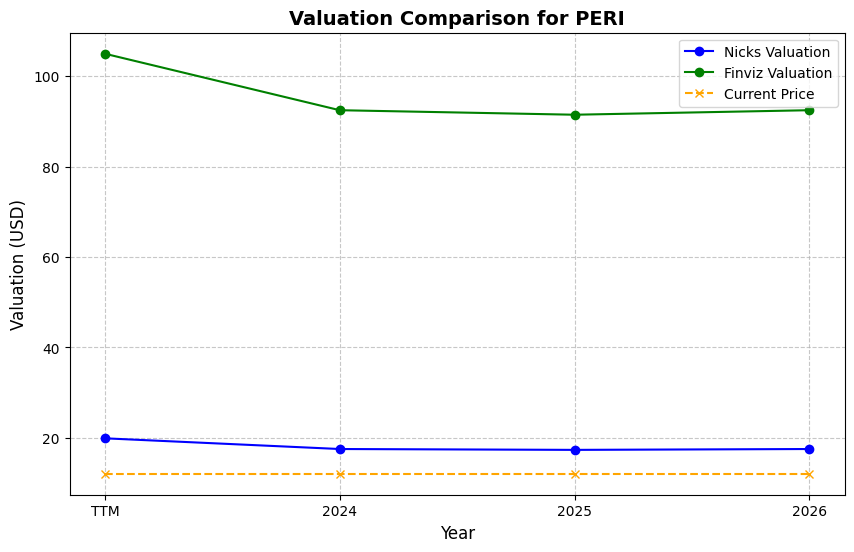 Valuation Comparison for PERI
Nicks Valuation
Finviz Valuation
Current Price
Valuation (USD)
100
80
60
40
20
TTM 2024 2025 2026
Year